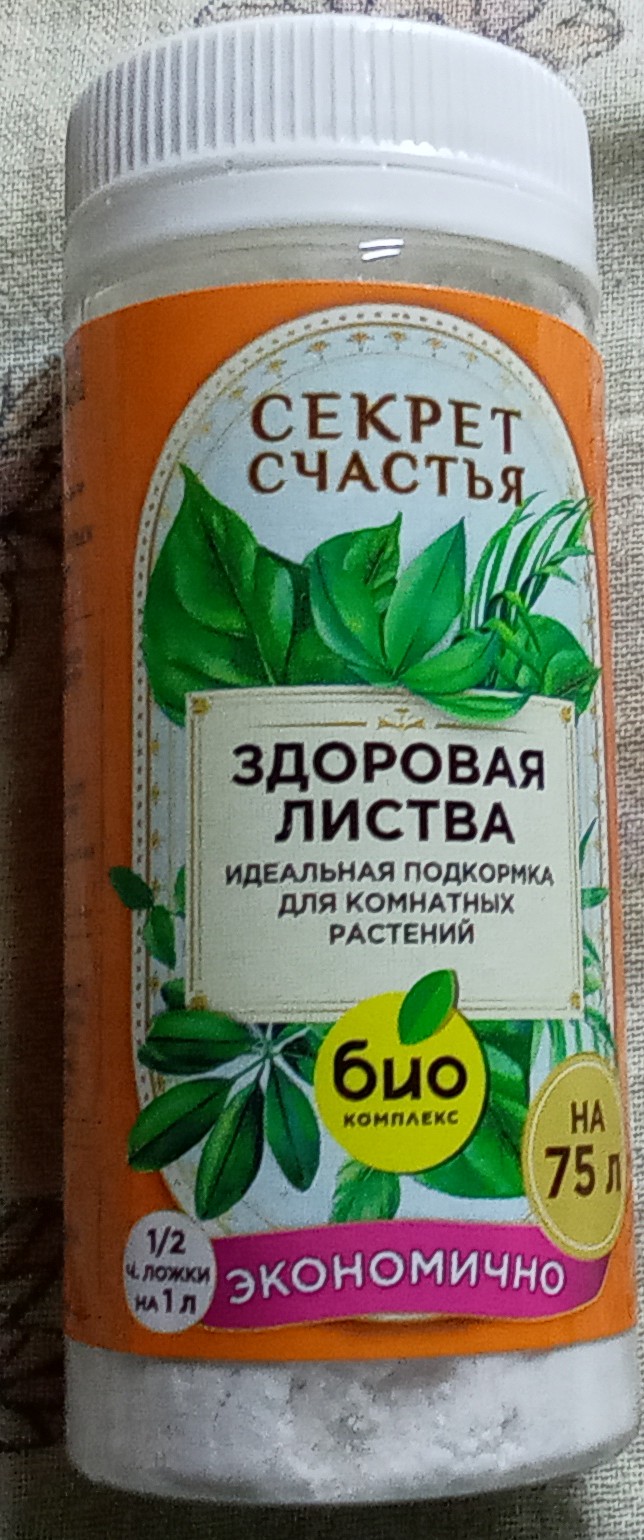 СЕКРЕТ
СЧАСТЬЯ
ЗДОРОВАЯ
ЛИСТВА
ИДЕАЛЬНАЯ ПОДКОРМКА
ДЛЯ КОМНАТНЫХ
РАСТЕНИЙ
био
КОМПЛЕКС
НА
75 л
1/2
ч. ложки
на 1 л
ЭКОНОМИЧНО